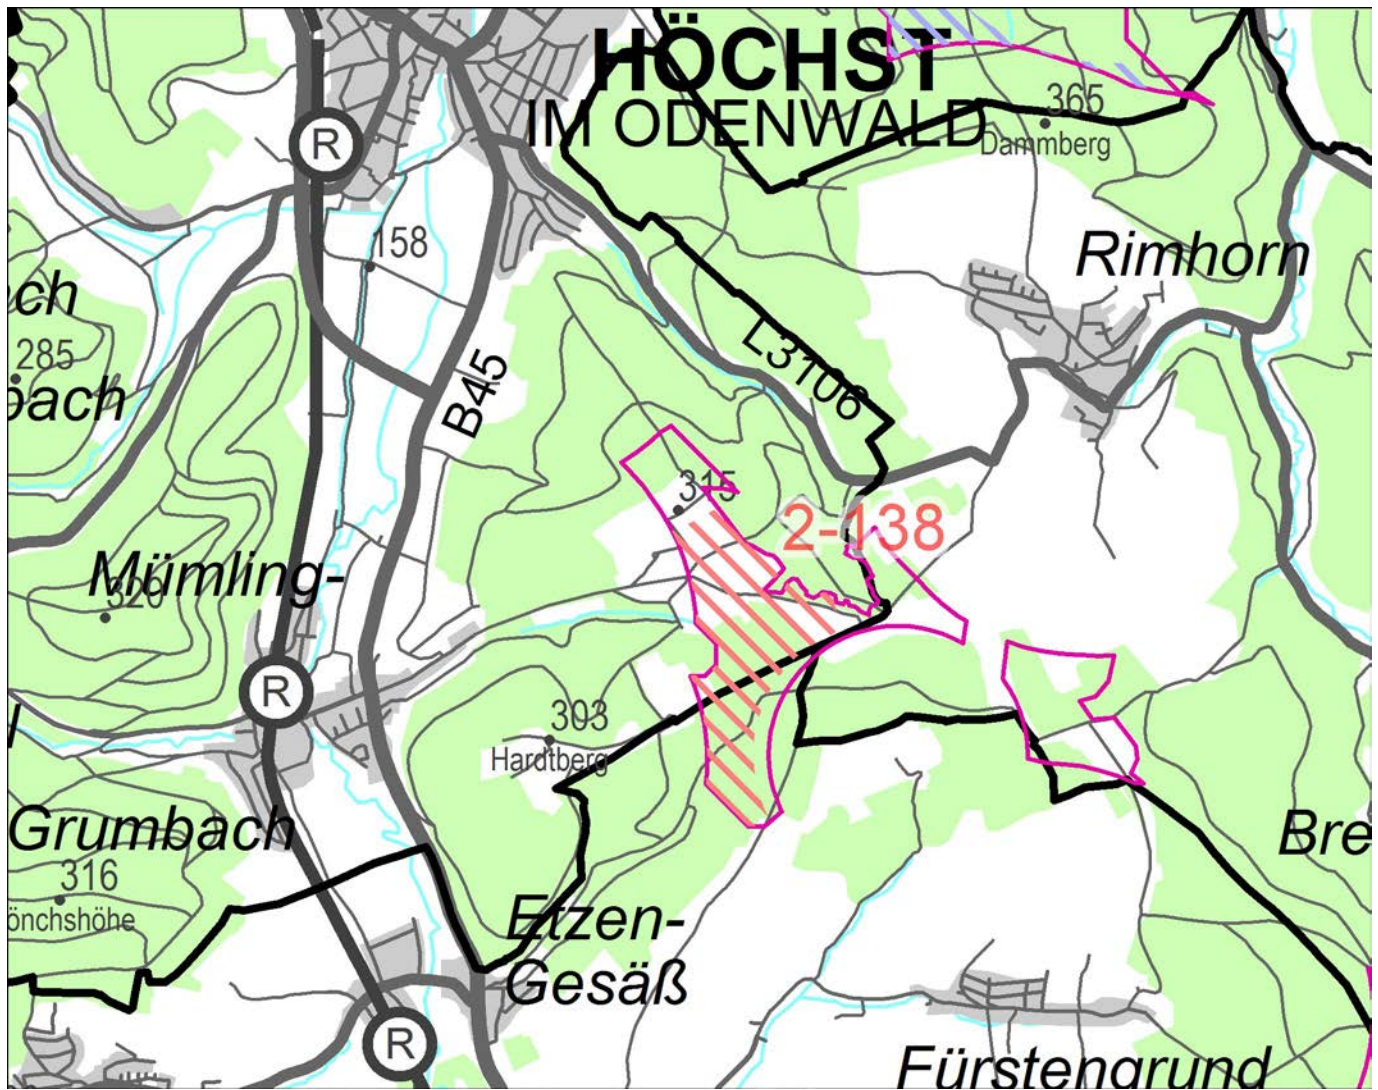 HÖCHST
IM ODENWALD
365
Dammberg
R
158
Rimhorn
ch
285
bach
B45
L3106
315
2-138
Mümling-
320
R
303
Hardtberg
Grumbach
316
önchshöhe
Bre
Etzen-
Gesäß
R
Fürstengrund